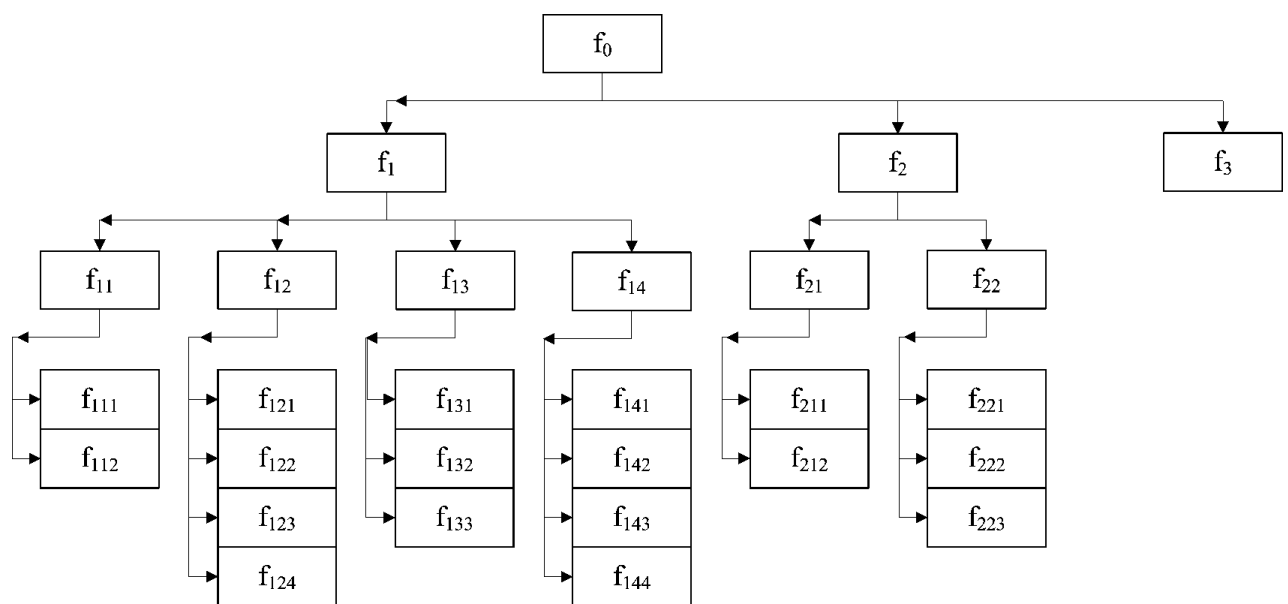 f₀
f₁ f₂ f₃
f₁₁ f₁₂ f₁₃ f₁₄ f₂₁ f₂₂
f₁₁₁ f₁₂₁ f₁₃₁ f₁₄₁ f₂₁₁ f₂₂₁
f₁₁₂ f₁₂₂ f₁₃₂ f₁₄₂ f₂₁₂ f₂₂₂
f₁₂₃ f₁₃₃ f₁₄₃ f₂₂₃
f₁₂₄ f₁₄₄